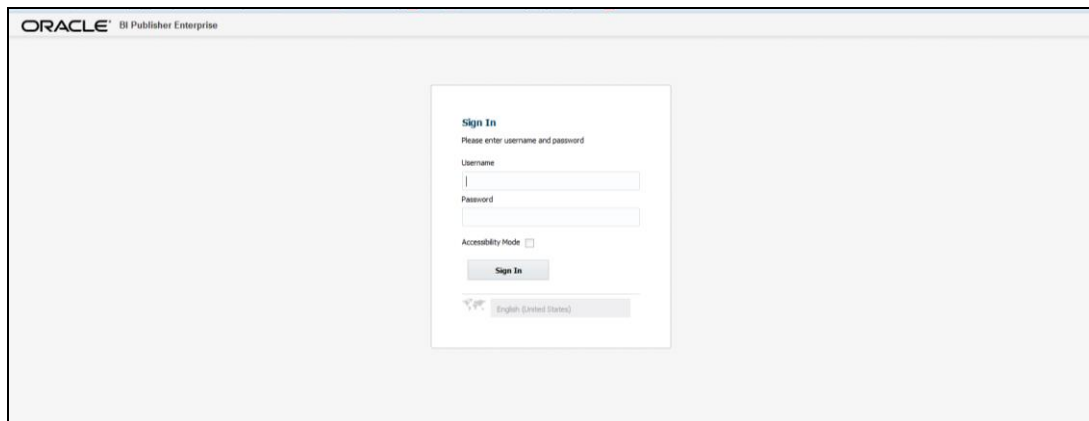 ORACLE BI Publisher Enterprise
Sign In
Please enter username and password
Username
Password
Accessibility Mode
Sign In
English (United States)